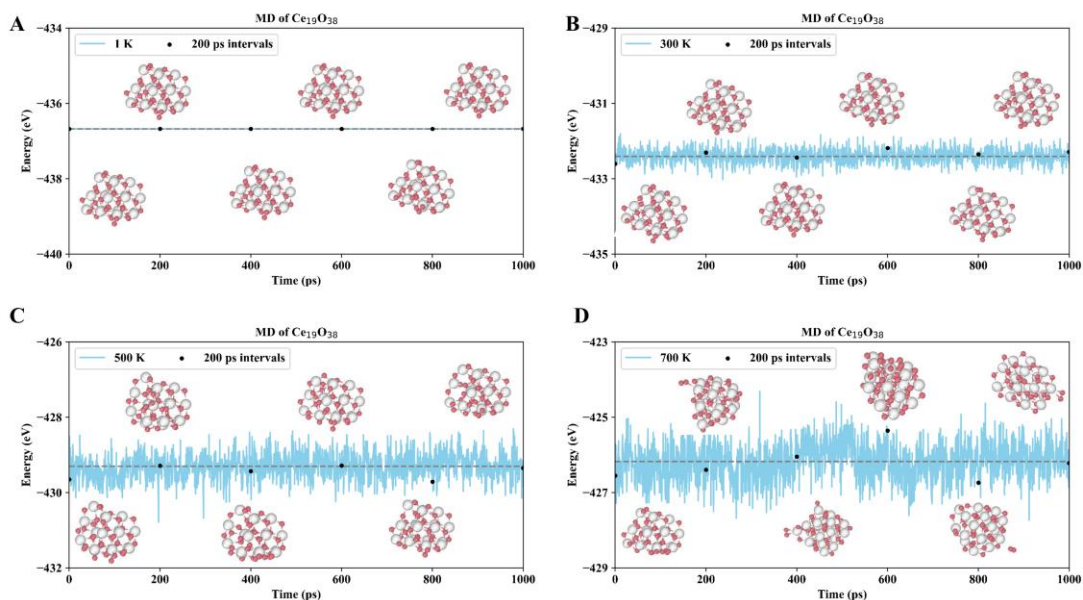 A
MD of Ce₁₉O₃₈
1 K 200 ps intervals
Energy (eV)
−434
−436
−438
−440
0 200 400 600 800 1000
Time (ps)
B
MD of Ce₁₉O₃₈
300 K 200 ps intervals
Energy (eV)
−429
−431
−433
−435
0 200 400 600 800 1000
Time (ps)
C
MD of Ce₁₉O₃₈
500 K 200 ps intervals
Energy (eV)
−426
−428
−430
−432
0 200 400 600 800 1000
Time (ps)
D
MD of Ce₁₉O₃₈
700 K 200 ps intervals
Energy (eV)
−423
−425
−427
−429
0 200 400 600 800 1000
Time (ps)